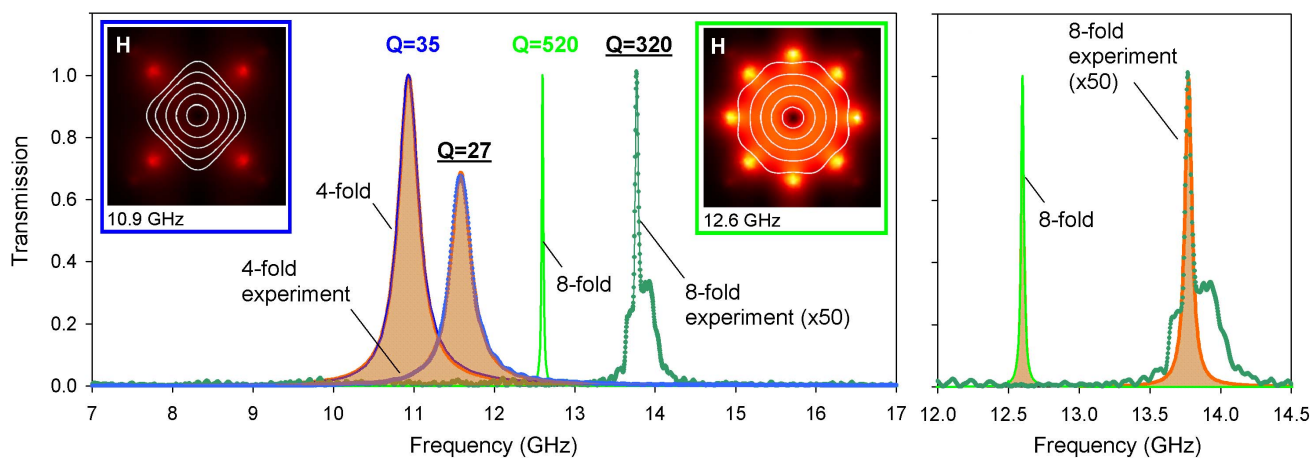 H
10.9 GHz
Q=35
Q=27
Q=520
Q=320
H
12.6 GHz
4-fold
4-fold
experiment
8-fold
8-fold
experiment (x50)
Transmission
1.0
0.8
0.6
0.4
0.2
0.0
7 8 9 10 11 12 13 14 15 16 17
Frequency (GHz)
8-fold
experiment
(x50)
8-fold
12.0 12.5 13.0 13.5 14.0 14.5
Frequency (GHz)